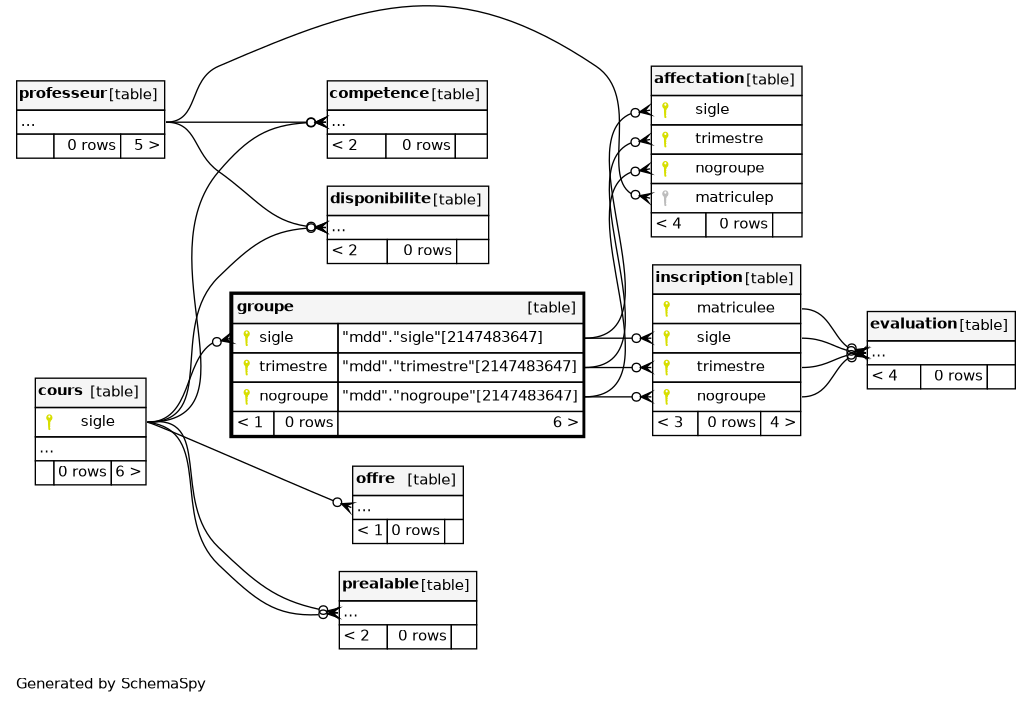 professeur [table]
...
0 rows 5 >
competence [table]
...
< 2 0 rows
disponibilite [table]
...
< 2 0 rows
groupe [table]
sigle "mdd"."sigle"[2147483647]
trimestre "mdd"."trimestre"[2147483647]
nogroupe "mdd"."nogroupe"[2147483647]
< 1 0 rows 6 >
cours [table]
sigle
...
0 rows 6 >
offre [table]
...
< 1 0 rows
prealable [table]
...
< 2 0 rows
affectation [table]
sigle
trimestre
nogroupe
matriculep
< 4 0 rows
inscription [table]
matriculee
sigle
trimestre
nogroupe
< 3 0 rows 4 >
evaluation [table]
...
< 4 0 rows
Generated by SchemaSpy